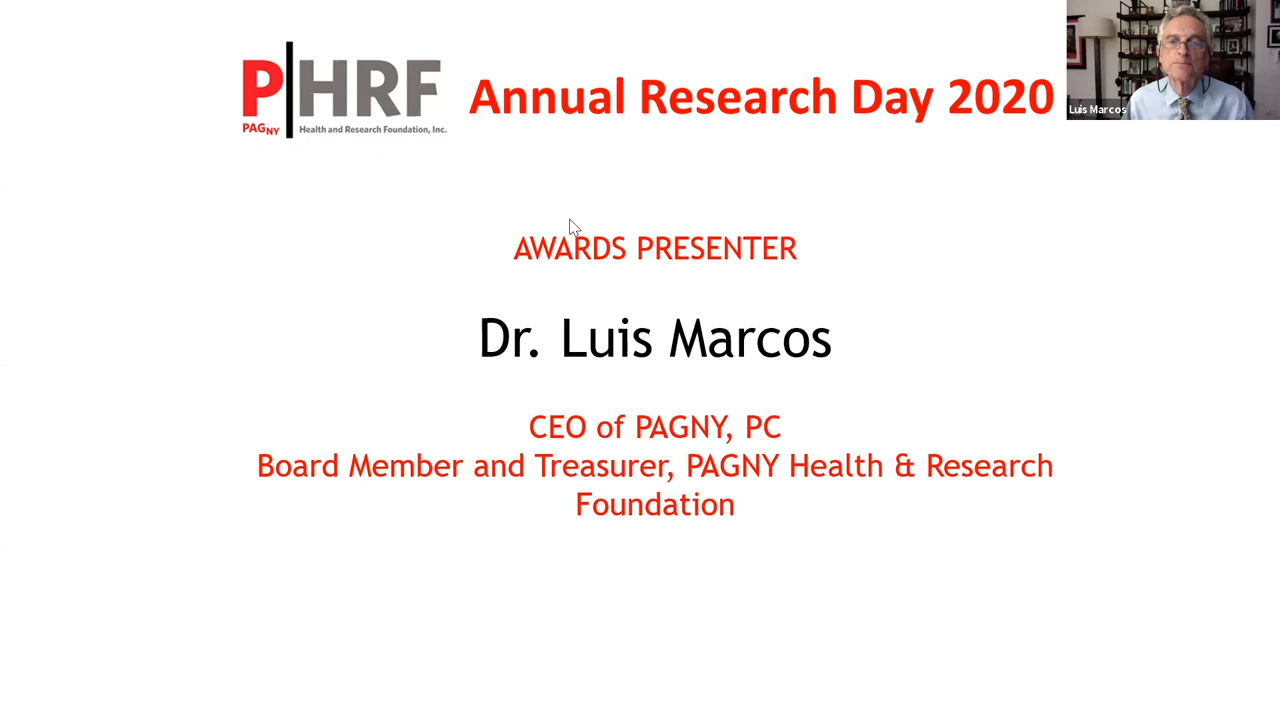 P|HRF
PAGNY Health and Research Foundation, Inc.
Annual Research Day 2020
Luis Marcos
AWARDS PRESENTER
Dr. Luis Marcos
CEO of PAGNY, PC
Board Member and Treasurer, PAGNY Health & Research
Foundation